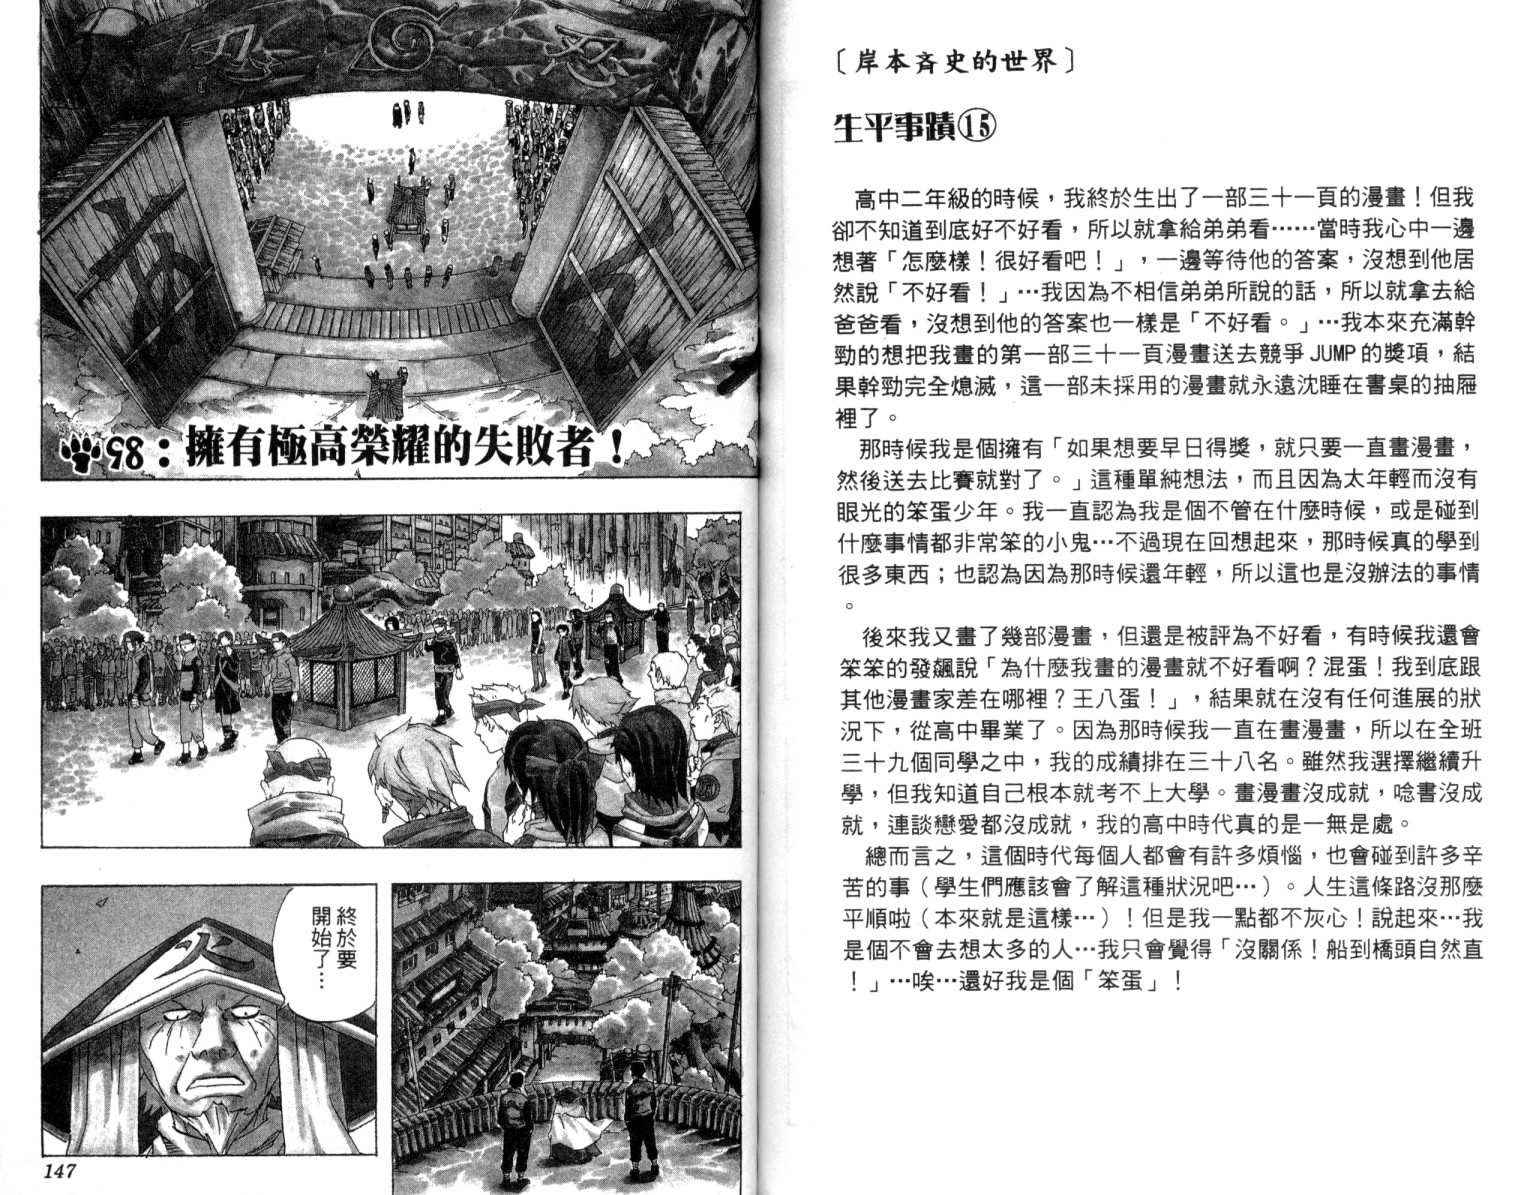 〔岸本斉史的世界〕
生平事蹟⑮
高中二年級的時候，我終於生出了一部三十一頁的漫畫！但我
卻不知道到底好不好看，所以就拿給弟弟看……當時我心中一邊
想著「怎麼樣！很好看吧！」，一邊等待他的答案，沒想到他居
然說「不好看！」…我因為不相信弟弟所說的話，所以就拿去給
爸爸看，沒想到他的答案也一樣是「不好看。」…我本來充滿幹
勁的想把我畫的第一部三十一頁漫畫送去競爭JUMP的獎項，結
果幹勁完全熄滅，這一部未採用的漫畫就永遠沈睡在書桌的抽屜
裡了。
那時候我是個擁有「如果想要早日得獎，就只要一直畫漫畫，
然後送去比賽就對了。」這種單純想法，而且因為太年輕而沒有
眼光的笨蛋少年。我一直認為我是個不管在什麼時候，或是碰到
什麼事情都非常笨的小鬼…不過現在回想起來，那時候真的學到
很多東西；也認為因為那時候還年輕，所以這也是沒辦法的事情
。
後來我又畫了幾部漫畫，但還是被評為不好看，有時候我還會
笨笨的發飆說「為什麼我畫的漫畫就不好看啊？混蛋！我到底跟
其他漫畫家差在哪裡？王八蛋！」，結果就在沒有任何進展的狀
況下，從高中畢業了。因為那時候我一直在畫漫畫，所以在全班
三十九個同學之中，我的成績排在三十八名。雖然我選擇繼續升
學，但我知道自己根本就考不上大學。畫漫畫沒成就，唸書沒成
就，連談戀愛都沒成就，我的高中時代真的是一無是處。
總而言之，這個時代每個人都會有許多煩惱，也會碰到許多辛
苦的事（學生們應該會了解這種狀況吧…）。人生這條路沒那麼
平順啦（本來就是這樣…）！但是我一點都不灰心！說起來…我
是個不會去想太多的人…我只會覺得「沒關係！船到橋頭自然直
！」…唉…還好我是個「笨蛋」！
忍 忍
85：擁有極高榮耀的失敗者！
終於要
開始了…
火
147